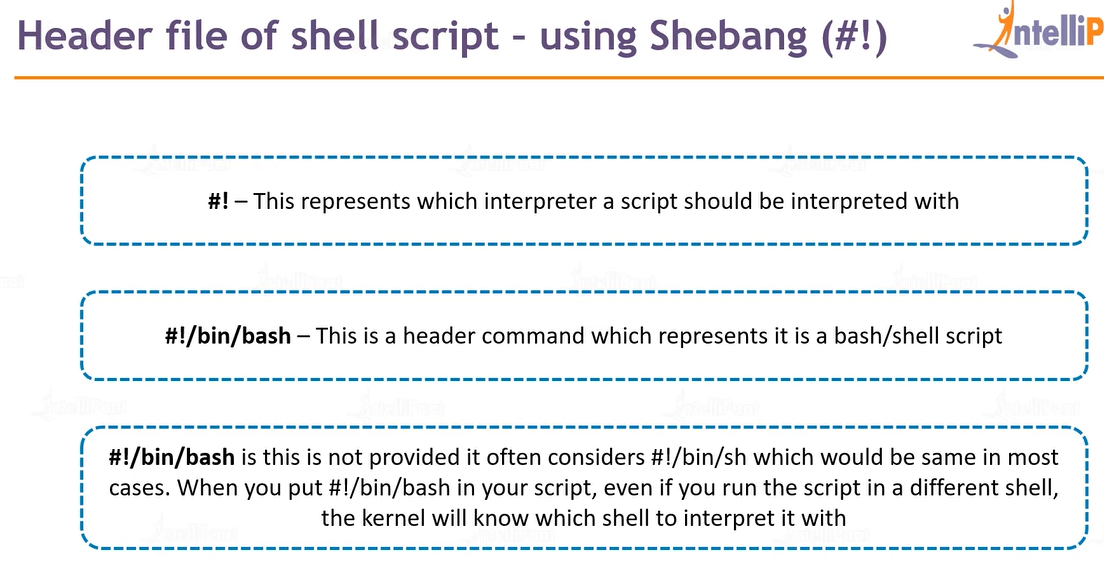 Header file of shell script – using Shebang (#!)
IntelliP
#! – This represents which interpreter a script should be interpreted with
#!/bin/bash – This is a header command which represents it is a bash/shell script
#!/bin/bash is this is not provided it often considers #!/bin/sh which would be same in most
cases. When you put #!/bin/bash in your script, even if you run the script in a different shell,
the kernel will know which shell to interpret it with